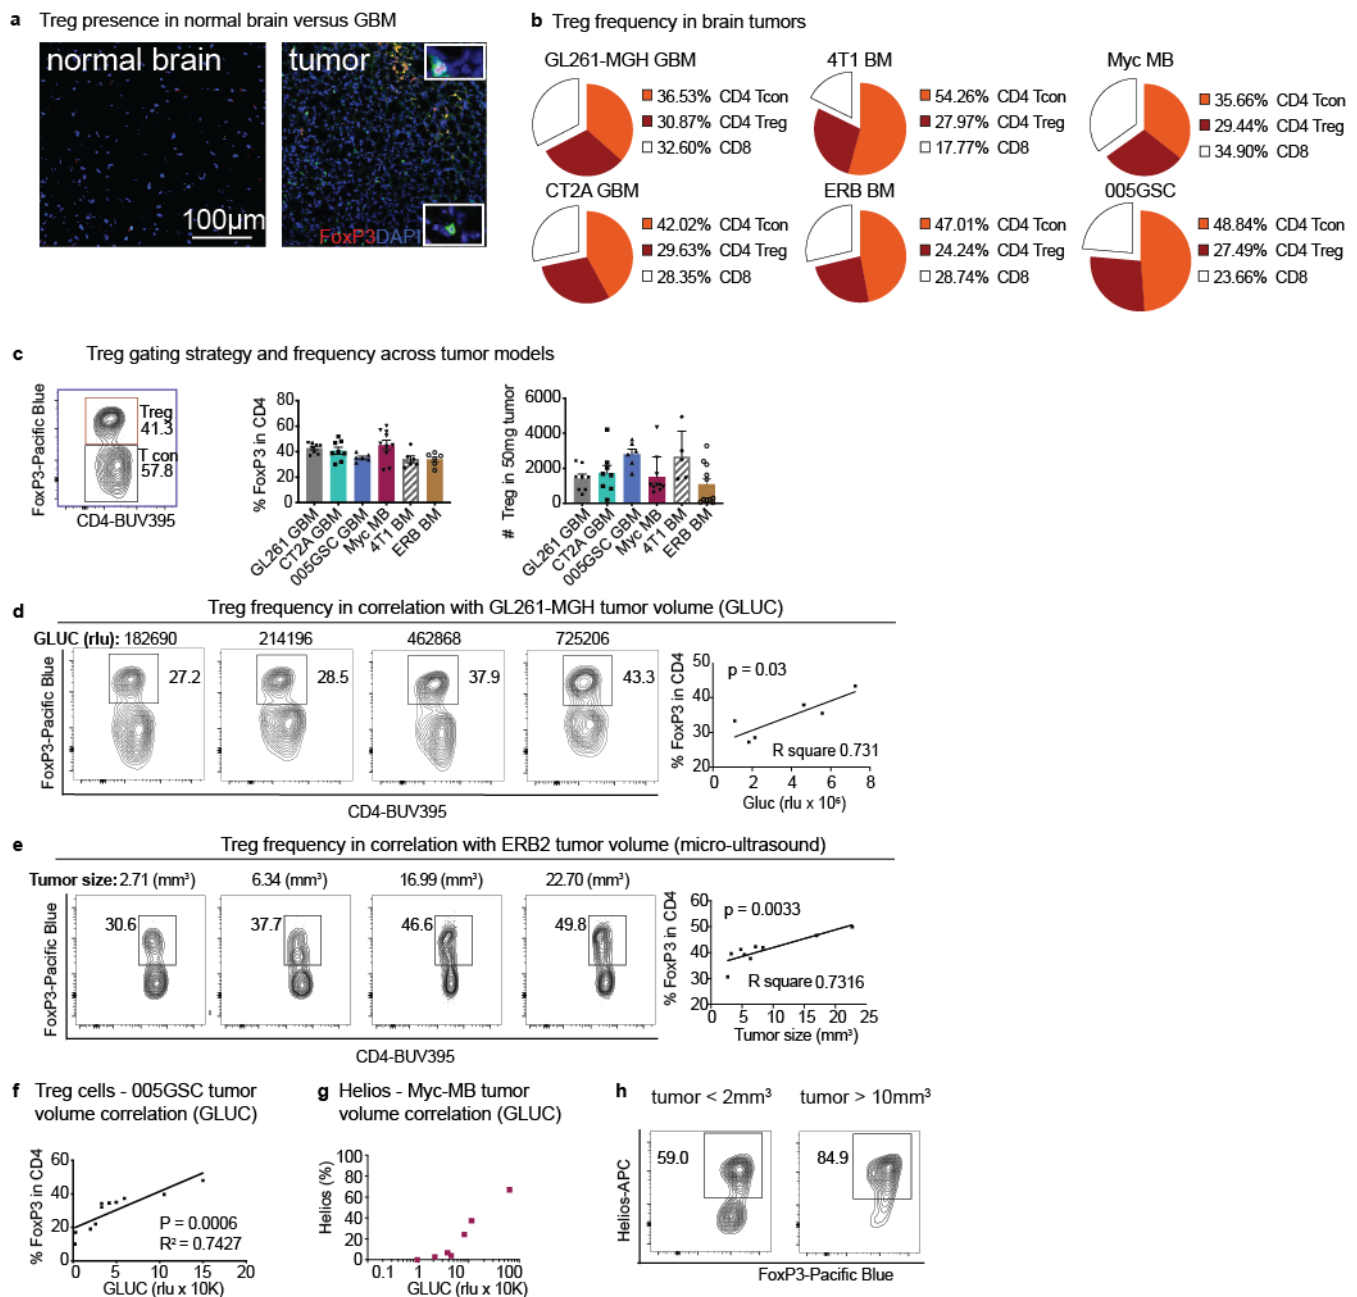 a Treg presence in normal brain versus GBM
normal brain
100µm
tumor
FoxP3DAPI
b Treg frequency in brain tumors
GL261-MGH GBM
36.53% CD4 Tcon
30.87% CD4 Treg
32.60% CD8
4T1 BM
54.26% CD4 Tcon
27.97% CD4 Treg
17.77% CD8
Myc MB
35.66% CD4 Tcon
29.44% CD4 Treg
34.90% CD8
CT2A GBM
42.02% CD4 Tcon
29.63% CD4 Treg
28.35% CD8
ERB BM
47.01% CD4 Tcon
24.24% CD4 Treg
28.74% CD8
005GSC
48.84% CD4 Tcon
27.49% CD4 Treg
23.66% CD8
c Treg gating strategy and frequency across tumor models
FoxP3-Pacific Blue
Treg
41.3
T con
57.8
CD4-BUV395
% FoxP3 in CD4
80
60
40
20
0
GL261 GBM
CT2A GBM
005GSC GBM
Myc MB
4T1 BM
ERB BM
# Treg in 50mg tumor
6000
4000
2000
0
GL261 GBM
CT2A GBM
005GSC GBM
Myc MB
4T1 BM
ERB BM
d Treg frequency in correlation with GL261-MGH tumor volume (GLUC)
GLUC (rlu): 182690 214196 462868 725206
FoxP3-Pacific Blue
27.2
28.5
37.9
43.3
CD4-BUV395
% FoxP3 in CD4
50
40
30
20
p = 0.03
R square 0.731
2 4 6 8
Gluc (rlu x 10⁶)
e Treg frequency in correlation with ERB2 tumor volume (micro-ultrasound)
Tumor size: 2.71 (mm³) 6.34 (mm³) 16.99 (mm³) 22.70 (mm³)
FoxP3-Pacific Blue
30.6
37.7
46.6
49.8
CD4-BUV395
% FoxP3 in CD4
60
50
40
30
20
p = 0.0033
R square 0.7316
0 5 10 15 20 25
Tumor size (mm³)
f Treg cells - 005GSC tumor
volume correlation (GLUC)
% FoxP3 in CD4
60
40
20
0
P = 0.0006
R² = 0.7427
0 5 10 15 20
GLUC (rlu x 10K)
g Helios - Myc-MB tumor
volume correlation (GLUC)
Helios (%)
100
80
60
40
20
0
0.1 1 10 100
GLUC (rlu x 10K)
h tumor < 2mm³ tumor > 10mm³
Helios-APC
59.0
84.9
FoxP3-Pacific Blue